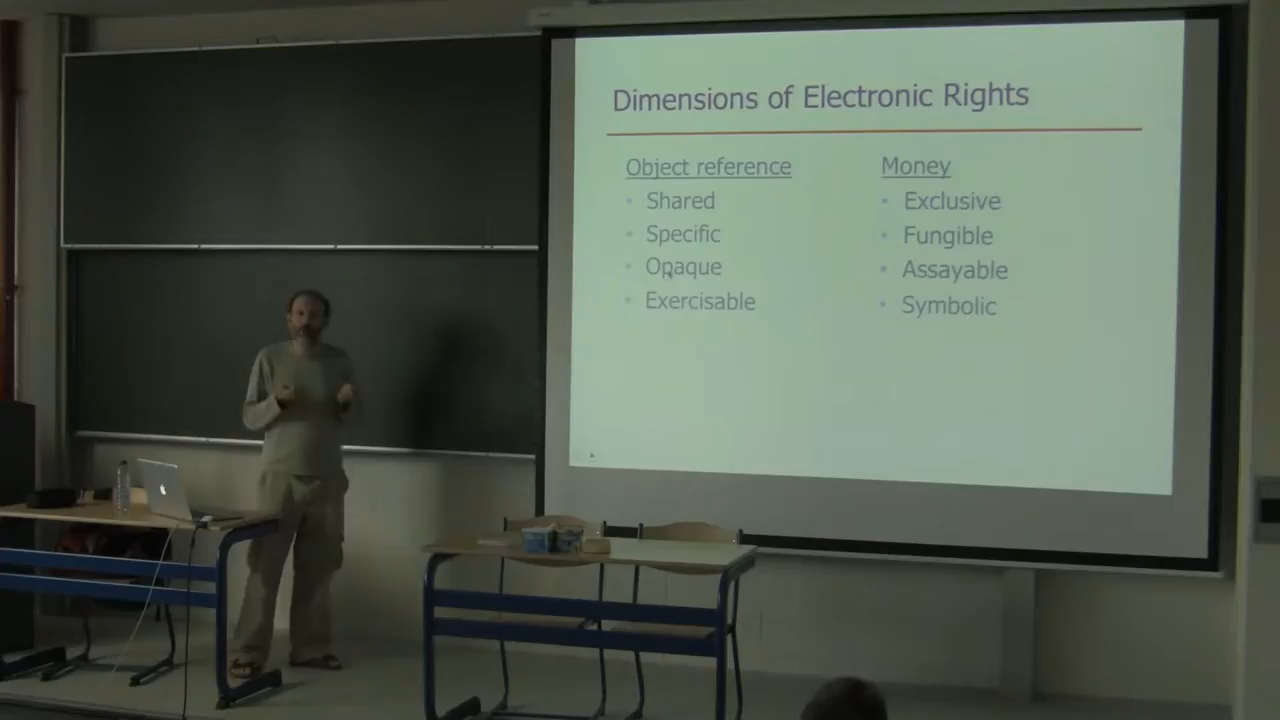 Dimensions of Electronic Rights
Object reference
• Shared
• Specific
• Opaque
• Exercisable
Money
• Exclusive
• Fungible
• Assayable
• Symbolic